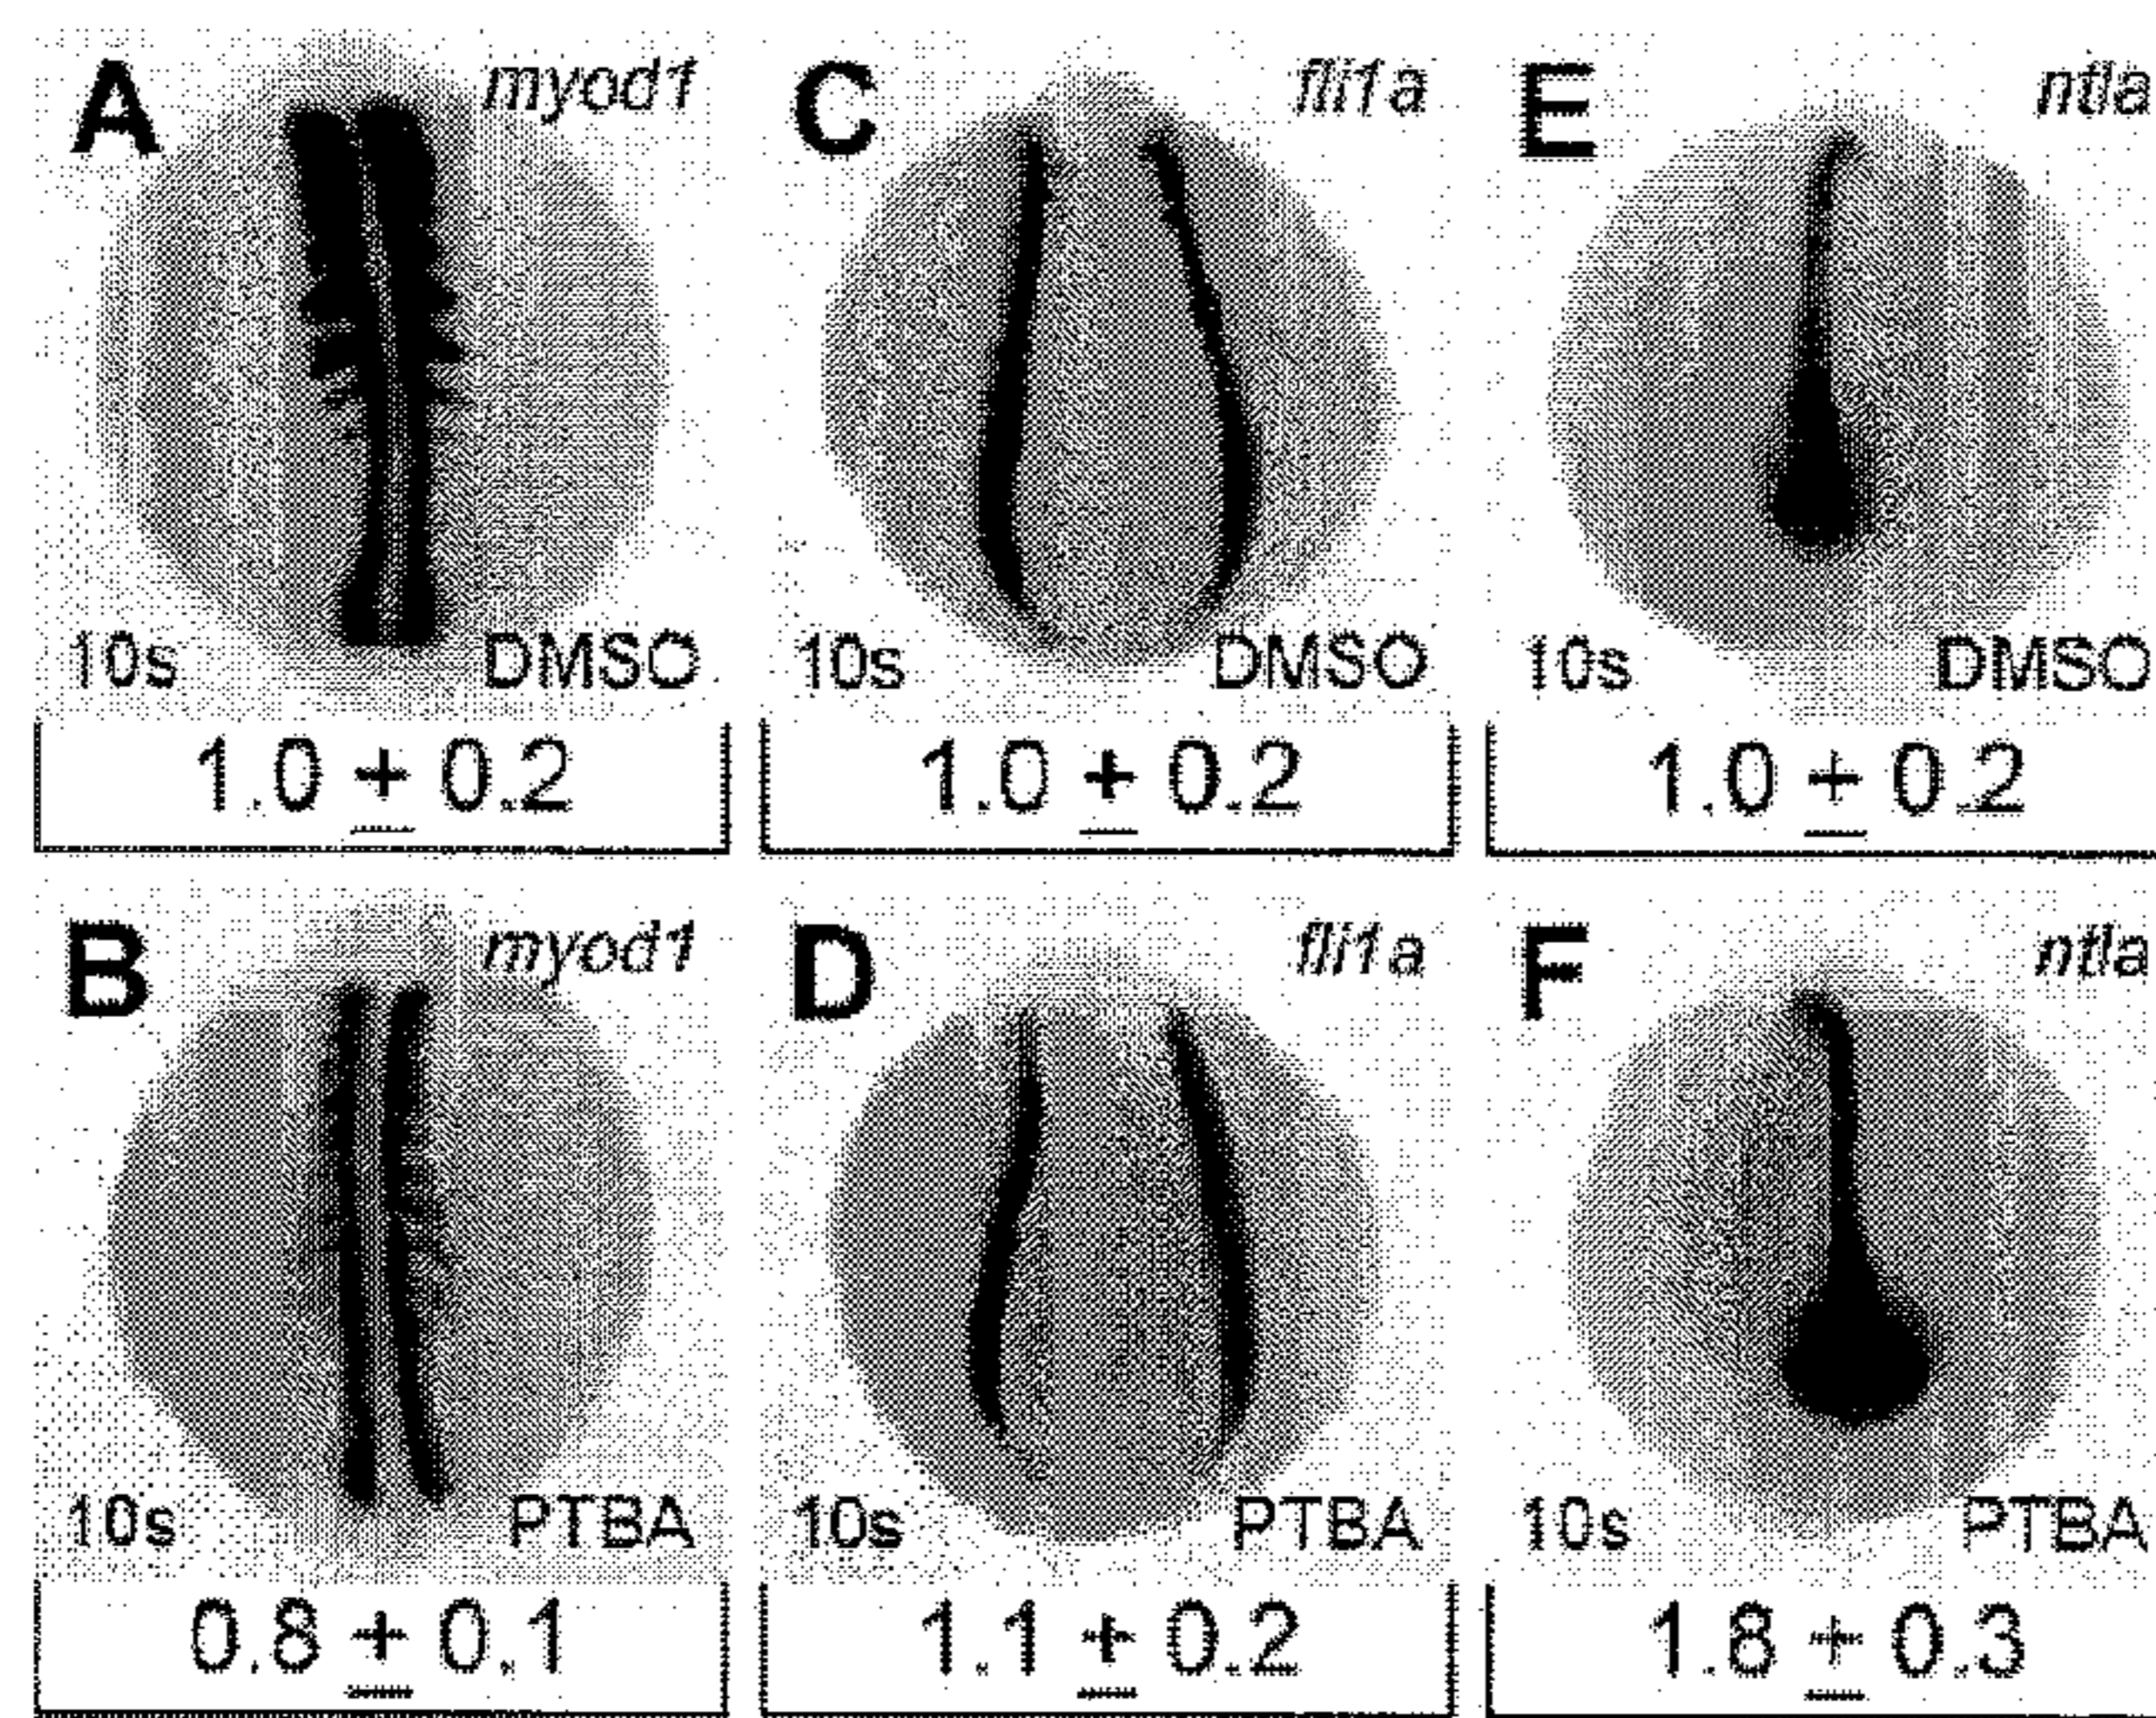 A myod1
10s DMSO
1.0 ± 0.2
C fli1a
10s DMSO
1.0 ± 0.2
E ntla
10s DMSO
1.0 ± 0.2
B myod1
10s PTBA
0.8 ± 0.1
D fli1a
10s PTBA
1.1 ± 0.2
F ntla
10s PTBA
1.8 ± 0.3